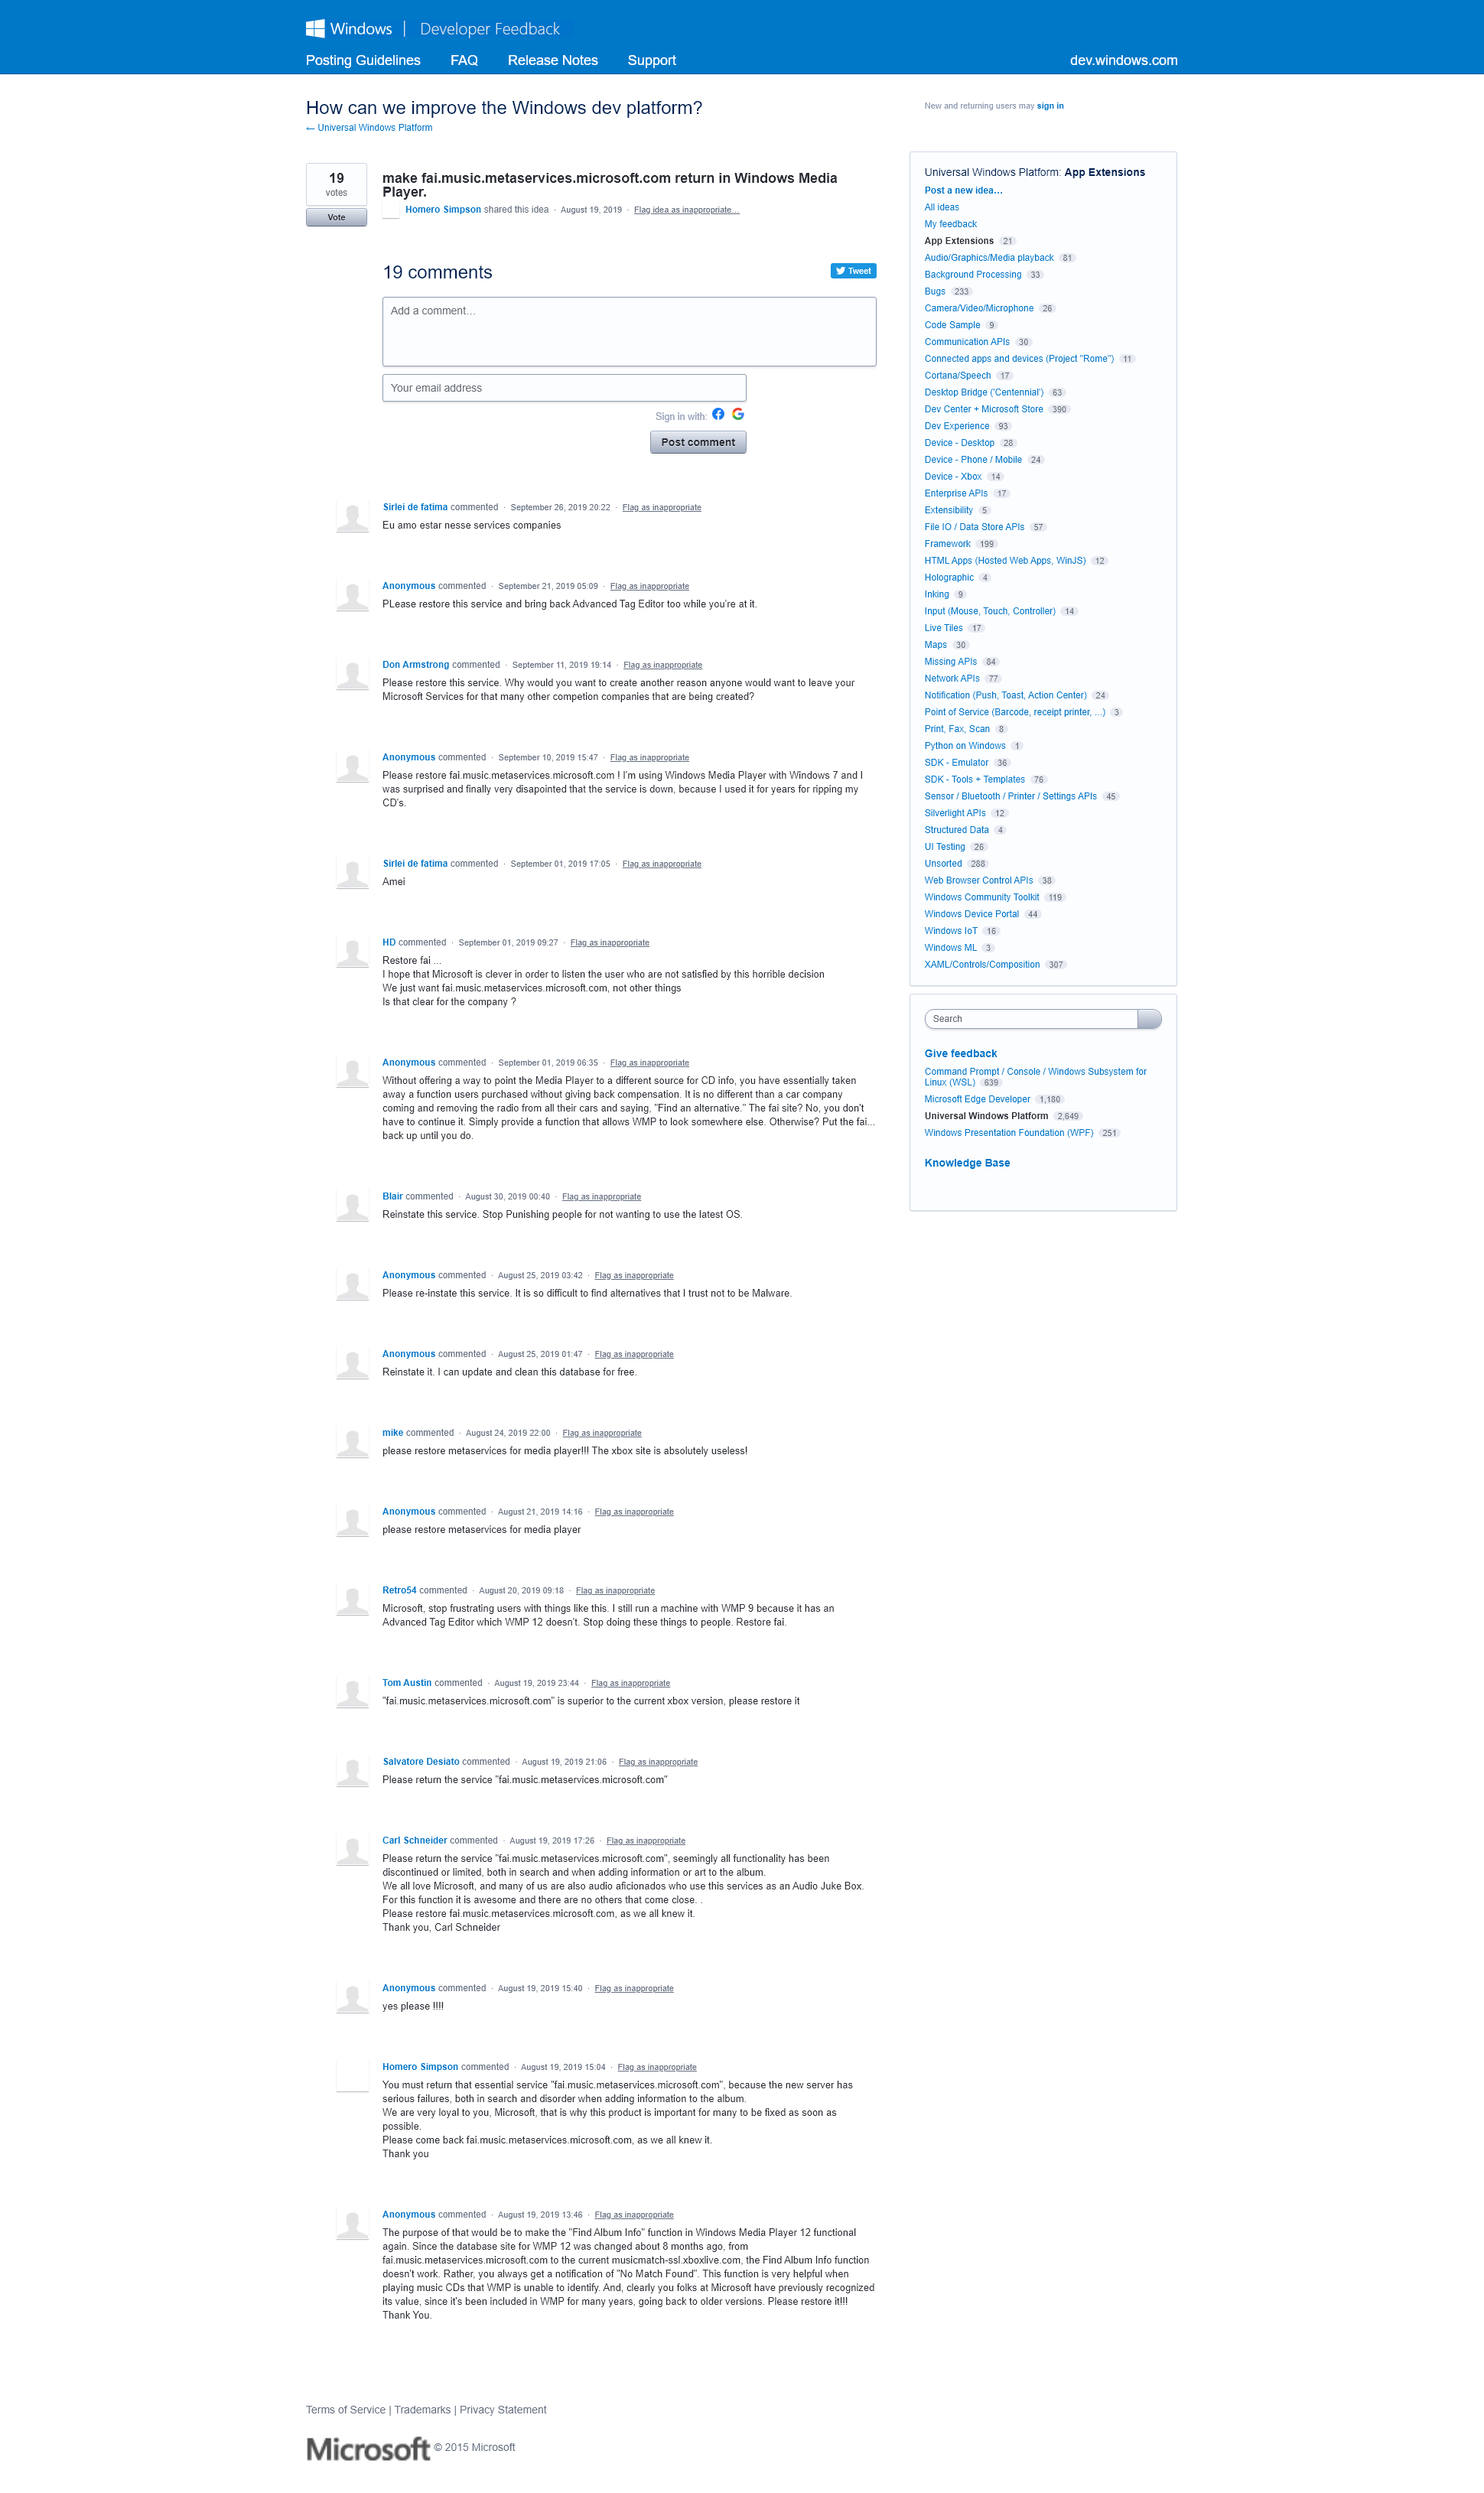 Windows | Developer Feedback
Posting Guidelines FAQ Release Notes Support dev.windows.com
How can we improve the Windows dev platform?
← Universal Windows Platform
New and returning users may sign in
19
votes
Vote
make fai.music.metaservices.microsoft.com return in Windows Media
Player.
Homero Simpson shared this idea · August 19, 2019 · Flag idea as inappropriate…
19 comments
Tweet
Add a comment…
Your email address
Sign in with:
Post comment
Sirlei de fatima commented · September 26, 2019 20:22 · Flag as inappropriate
Eu amo estar nesse services companies
Anonymous commented · September 21, 2019 05:09 · Flag as inappropriate
PLease restore this service and bring back Advanced Tag Editor too while you're at it.
Don Armstrong commented · September 11, 2019 19:14 · Flag as inappropriate
Please restore this service. Why would you want to create another reason anyone would want to leave your
Microsoft Services for that many other competion companies that are being created?
Anonymous commented · September 10, 2019 15:47 · Flag as inappropriate
Please restore fai.music.metaservices.microsoft.com ! I'm using Windows Media Player with Windows 7 and I
was surprised and finally very disapointed that the service is down, because I used it for years for ripping my
CD's.
Sirlei de fatima commented · September 01, 2019 17:05 · Flag as inappropriate
Amei
HD commented · September 01, 2019 09:27 · Flag as inappropriate
Restore fai ...
I hope that Microsoft is clever in order to listen the user who are not satisfied by this horrible decision
We just want fai.music.metaservices.microsoft.com, not other things
Is that clear for the company ?
Anonymous commented · September 01, 2019 06:35 · Flag as inappropriate
Without offering a way to point the Media Player to a different source for CD info, you have essentially taken
away a function users purchased without giving back compensation. It is no different than a car company
coming and removing the radio from all their cars and saying, "Find an alternative." The fai site? No, you don't
have to continue it. Simply provide a function that allows WMP to look somewhere else. Otherwise? Put the fai...
back up until you do.
Blair commented · August 30, 2019 00:40 · Flag as inappropriate
Reinstate this service. Stop Punishing people for not wanting to use the latest OS.
Anonymous commented · August 25, 2019 03:42 · Flag as inappropriate
Please re-instate this service. It is so difficult to find alternatives that I trust not to be Malware.
Anonymous commented · August 25, 2019 01:47 · Flag as inappropriate
Reinstate it. I can update and clean this database for free.
mike commented · August 24, 2019 22:00 · Flag as inappropriate
please restore metaservices for media player!!! The xbox site is absolutely useless!
Anonymous commented · August 21, 2019 14:16 · Flag as inappropriate
please restore metaservices for media player
Retro54 commented · August 20, 2019 09:18 · Flag as inappropriate
Microsoft, stop frustrating users with things like this. I still run a machine with WMP 9 because it has an
Advanced Tag Editor which WMP 12 doesn't. Stop doing these things to people. Restore fai.
Tom Austin commented · August 19, 2019 23:44 · Flag as inappropriate
"fai.music.metaservices.microsoft.com" is superior to the current xbox version, please restore it
Salvatore Desiato commented · August 19, 2019 21:06 · Flag as inappropriate
Please return the service "fai.music.metaservices.microsoft.com"
Carl Schneider commented · August 19, 2019 17:26 · Flag as inappropriate
Please return the service "fai.music.metaservices.microsoft.com", seemingly all functionality has been
discontinued or limited, both in search and when adding information or art to the album.
We all love Microsoft, and many of us are also audio aficionados who use this services as an Audio Juke Box.
For this function it is awesome and there are no others that come close. .
Please restore fai.music.metaservices.microsoft.com, as we all knew it.
Thank you, Carl Schneider
Anonymous commented · August 19, 2019 15:40 · Flag as inappropriate
yes please !!!!
Homero Simpson commented · August 19, 2019 15:04 · Flag as inappropriate
You must return that essential service "fai.music.metaservices.microsoft.com", because the new server has
serious failures, both in search and disorder when adding information to the album.
We are very loyal to you, Microsoft, that is why this product is important for many to be fixed as soon as
possible.
Please come back fai.music.metaservices.microsoft.com, as we all knew it.
Thank you
Anonymous commented · August 19, 2019 13:46 · Flag as inappropriate
The purpose of that would be to make the "Find Album Info" function in Windows Media Player 12 functional
again. Since the database site for WMP 12 was changed about 8 months ago, from
fai.music.metaservices.microsoft.com to the current musicmatch-ssl.xboxlive.com, the Find Album Info function
doesn't work. Rather, you always get a notification of "No Match Found". This function is very helpful when
playing music CDs that WMP is unable to identify. And, clearly you folks at Microsoft have previously recognized
its value, since it's been included in WMP for many years, going back to older versions. Please restore it!!!
Thank You.
Universal Windows Platform: App Extensions
Post a new idea…
All ideas
My feedback
App Extensions 21
Audio/Graphics/Media playback 81
Background Processing 33
Bugs 233
Camera/Video/Microphone 26
Code Sample 9
Communication APIs 30
Connected apps and devices (Project "Rome") 11
Cortana/Speech 17
Desktop Bridge ('Centennial') 63
Dev Center + Microsoft Store 390
Dev Experience 93
Device - Desktop 28
Device - Phone / Mobile 24
Device - Xbox 14
Enterprise APIs 17
Extensibility 5
File IO / Data Store APIs 57
Framework 199
HTML Apps (Hosted Web Apps, WinJS) 12
Holographic 4
Inking 9
Input (Mouse, Touch, Controller) 14
Live Tiles 17
Maps 30
Missing APIs 84
Network APIs 77
Notification (Push, Toast, Action Center) 24
Point of Service (Barcode, receipt printer, ...) 3
Print, Fax, Scan 8
Python on Windows 1
SDK - Emulator 36
SDK - Tools + Templates 76
Sensor / Bluetooth / Printer / Settings APIs 45
Silverlight APIs 12
Structured Data 4
UI Testing 26
Unsorted 288
Web Browser Control APIs 38
Windows Community Toolkit 119
Windows Device Portal 44
Windows IoT 16
Windows ML 3
XAML/Controls/Composition 307
Search
Give feedback
Command Prompt / Console / Windows Subsystem for
Linux (WSL) 639
Microsoft Edge Developer 1,180
Universal Windows Platform 2,649
Windows Presentation Foundation (WPF) 251
Knowledge Base
Terms of Service | Trademarks | Privacy Statement
Microsoft © 2015 Microsoft